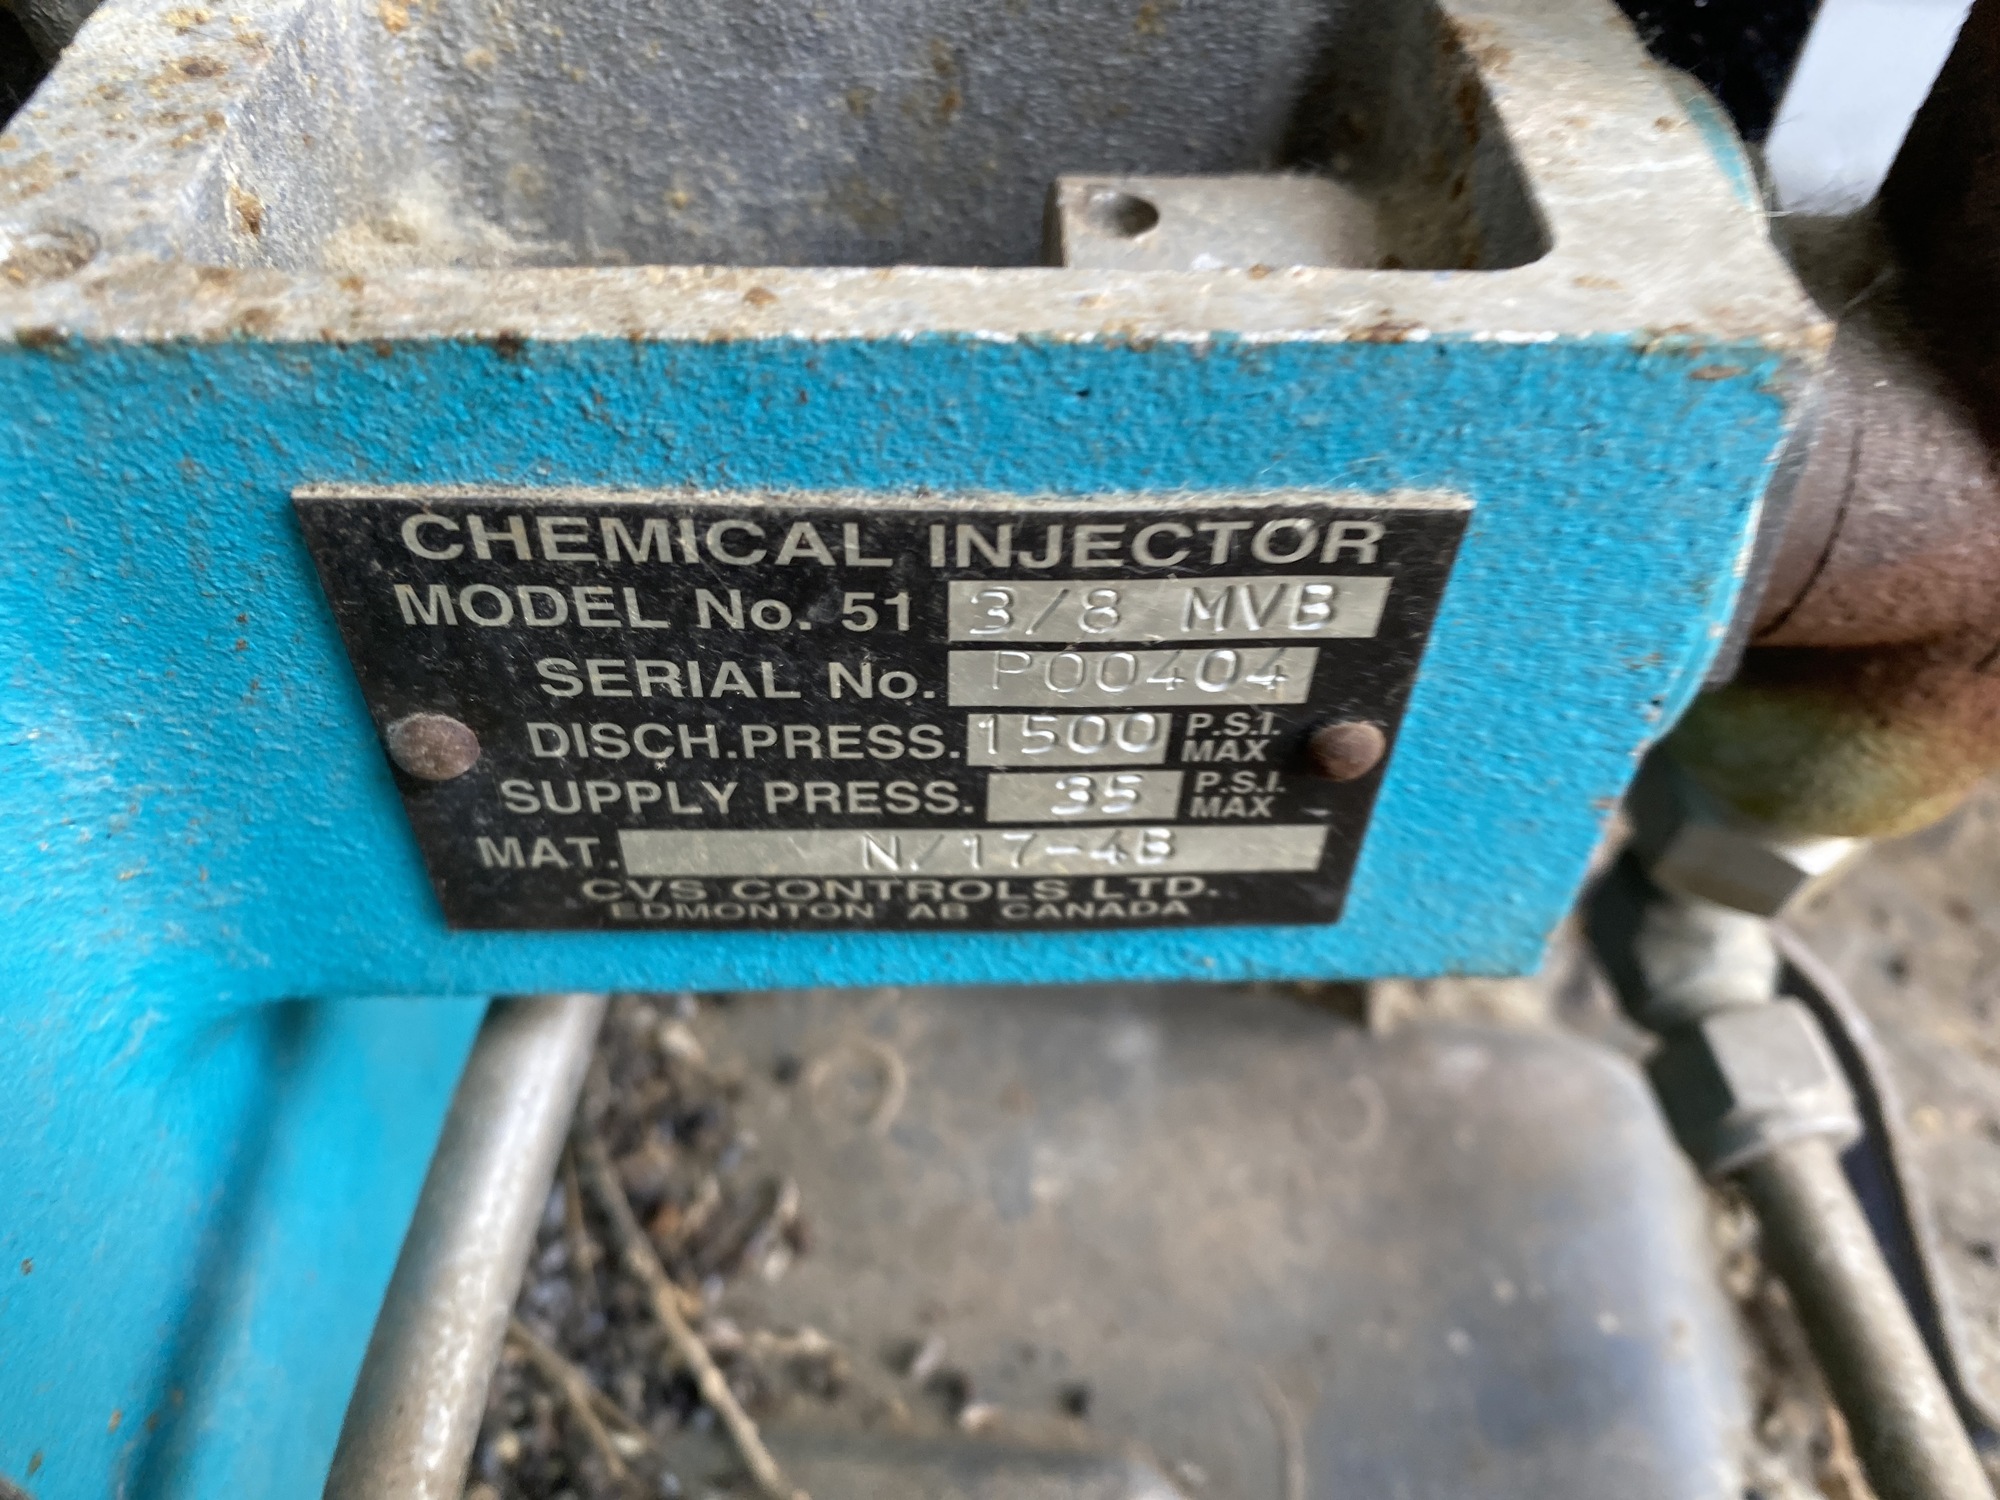 CHEMICAL INJECTOR
MODEL No. 51 3/8 MVB
SERIAL No. P00404
DISCH.PRESS. 1500 P.S.I. MAX
SUPPLY PRESS. 35 P.S.I. MAX
MAT. N/17-4B
CVS CONTROLS LTD.
EDMONTON AB CANADA